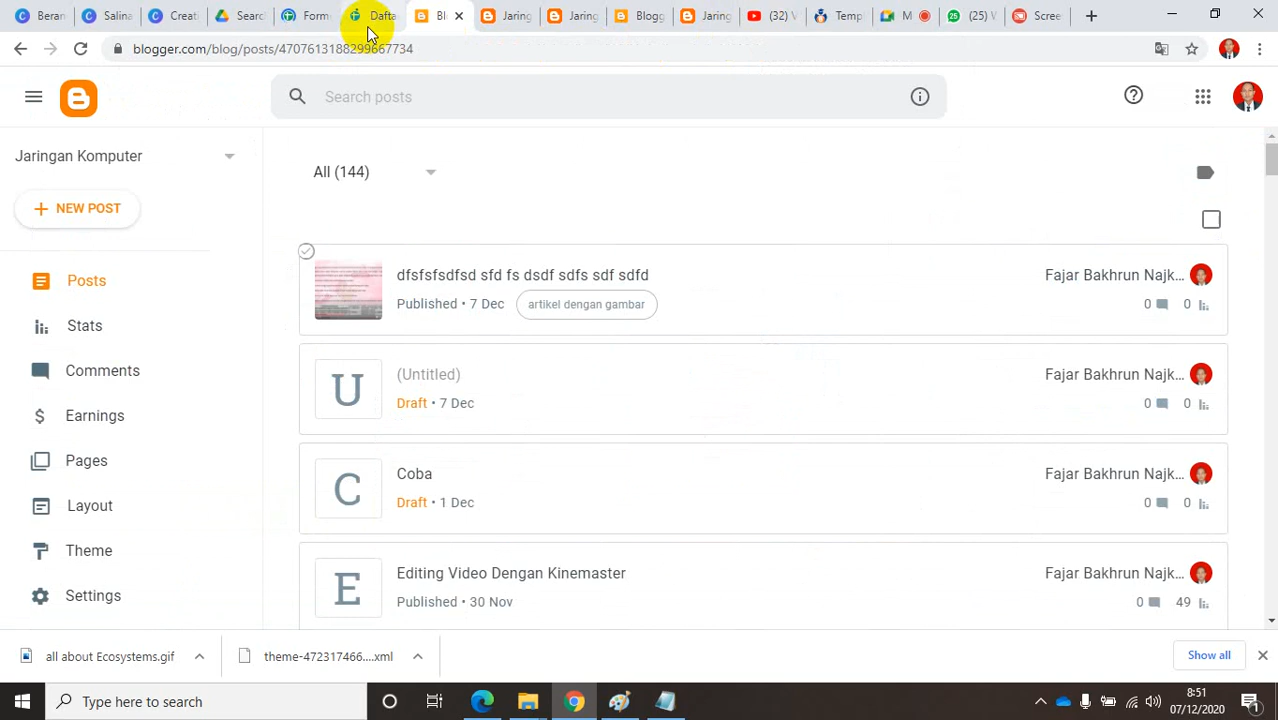 Beran
Salina
Creati
Searc
Form
Dafta
Bl
Jaring
Jaring
Blogg
Jaring
(32) V
Temp
M
(25) V
Scree
blogger.com/blog/posts/4707613188299667734
Search posts
Jaringan Komputer
All (144)
NEW POST
Posts
Stats
Comments
Earnings
Pages
Layout
Theme
Settings
dfsfsfsdfsd sfd fs dsdf sdfs sdf sdfd
Fajar Bakhrun Najk...
Published • 7 Dec
artikel dengan gambar
0 0
U
(Untitled)
Fajar Bakhrun Najk...
Draft • 7 Dec
0 0
C
Coba
Fajar Bakhrun Najk...
Draft • 1 Dec
0 0
E
Editing Video Dengan Kinemaster
Fajar Bakhrun Najk...
Published • 30 Nov
0 49
all about Ecosystems.gif
theme-472317466....xml
Show all
Type here to search
8:51
07/12/2020
1